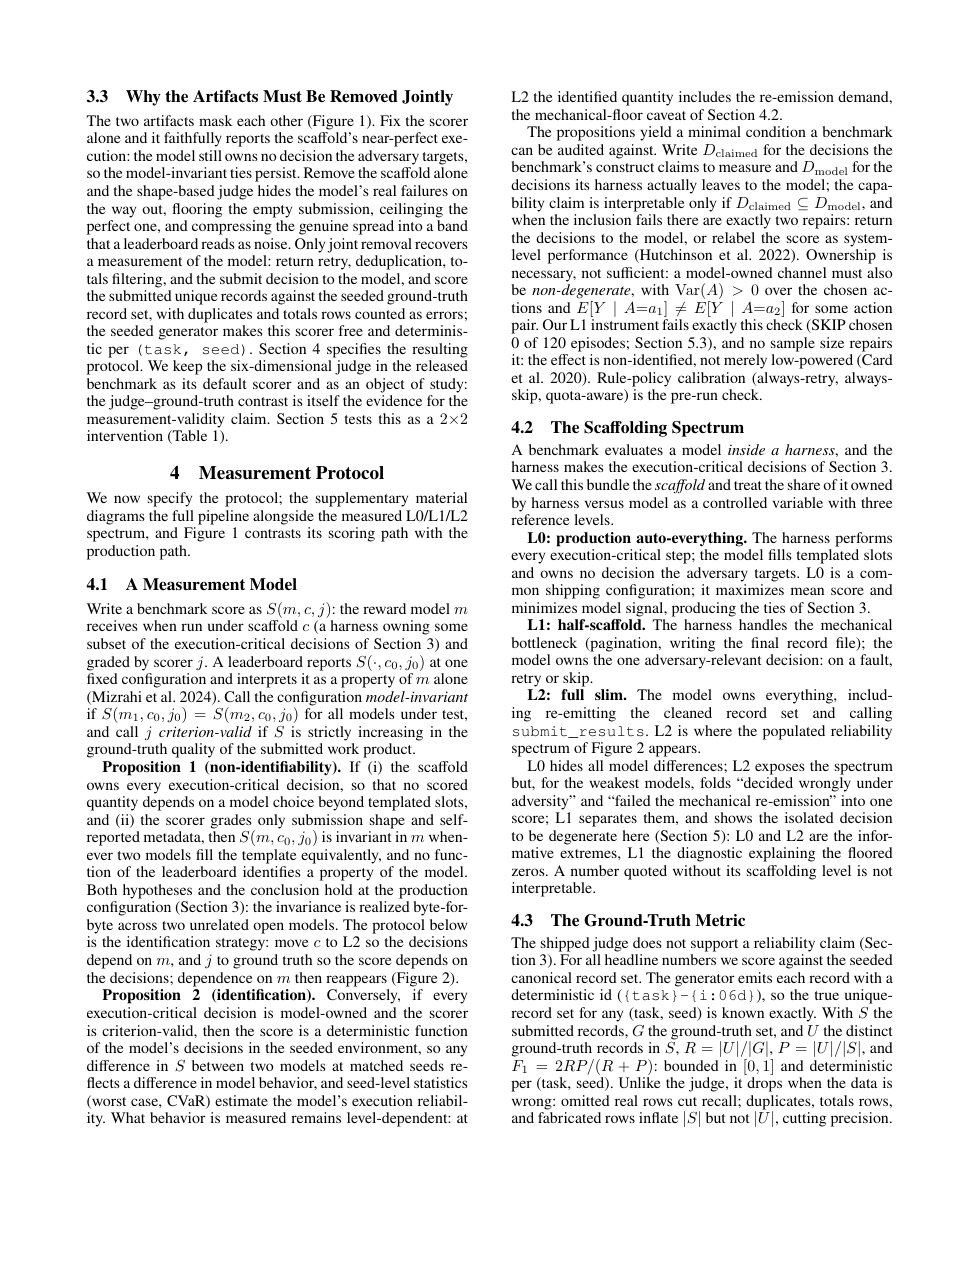 3.3 Why the Artifacts Must Be Removed Jointly
The two artifacts mask each other (Figure 1). Fix the scorer
alone and it faithfully reports the scaffold's near-perfect exe-
cution: the model still owns no decision the adversary targets,
so the model-invariant ties persist. Remove the scaffold alone
and the shape-based judge hides the model's real failures on
the way out, flooring the empty submission, ceilinging the
perfect one, and compressing the genuine spread into a band
that a leaderboard reads as noise. Only joint removal recovers
a measurement of the model: return retry, deduplication, to-
tals filtering, and the submit decision to the model, and score
the submitted unique records against the seeded ground-truth
record set, with duplicates and totals rows counted as errors;
the seeded generator makes this scorer free and determinis-
tic per (task, seed). Section 4 specifies the resulting
protocol. We keep the six-dimensional judge in the released
benchmark as its default scorer and as an object of study:
the judge–ground-truth contrast is itself the evidence for the
measurement-validity claim. Section 5 tests this as a 2×2
intervention (Table 1).
4 Measurement Protocol
We now specify the protocol; the supplementary material
diagrams the full pipeline alongside the measured L0/L1/L2
spectrum, and Figure 1 contrasts its scoring path with the
production path.
4.1 A Measurement Model
Write a benchmark score as S(m, c, j): the reward model m
receives when run under scaffold c (a harness owning some
subset of the execution-critical decisions of Section 3) and
graded by scorer j. A leaderboard reports S(·, c₀, j₀) at one
fixed configuration and interprets it as a property of m alone
(Mizrahi et al. 2024). Call the configuration model-invariant
if S(m₁, c₀, j₀) = S(m₂, c₀, j₀) for all models under test,
and call j criterion-valid if S is strictly increasing in the
ground-truth quality of the submitted work product.
Proposition 1 (non-identifiability). If (i) the scaffold
owns every execution-critical decision, so that no scored
quantity depends on a model choice beyond templated slots,
and (ii) the scorer grades only submission shape and self-
reported metadata, then S(m, c₀, j₀) is invariant in m when-
ever two models fill the template equivalently, and no func-
tion of the leaderboard identifies a property of the model.
Both hypotheses and the conclusion hold at the production
configuration (Section 3): the invariance is realized byte-for-
byte across two unrelated open models. The protocol below
is the identification strategy: move c to L2 so the decisions
depend on m, and j to ground truth so the score depends on
the decisions; dependence on m then reappears (Figure 2).
Proposition 2 (identification). Conversely, if every
execution-critical decision is model-owned and the scorer
is criterion-valid, then the score is a deterministic function
of the model's decisions in the seeded environment, so any
difference in S between two models at matched seeds re-
flects a difference in model behavior, and seed-level statistics
(worst case, CVaR) estimate the model's execution reliabil-
ity. What behavior is measured remains level-dependent: at
L2 the identified quantity includes the re-emission demand,
the mechanical-floor caveat of Section 4.2.
The propositions yield a minimal condition a benchmark
can be audited against. Write D_claimed for the decisions the
benchmark's construct claims to measure and D_model for the
decisions its harness actually leaves to the model; the capa-
bility claim is interpretable only if D_claimed ⊆ D_model, and
when the inclusion fails there are exactly two repairs: return
the decisions to the model, or relabel the score as system-
level performance (Hutchinson et al. 2022). Ownership is
necessary, not sufficient: a model-owned channel must also
be non-degenerate, with Var(A) > 0 over the chosen ac-
tions and E[Y | A=a₁] ≠ E[Y | A=a₂] for some action
pair. Our L1 instrument fails exactly this check (SKIP chosen
0 of 120 episodes; Section 5.3), and no sample size repairs
it: the effect is non-identified, not merely low-powered (Card
et al. 2020). Rule-policy calibration (always-retry, always-
skip, quota-aware) is the pre-run check.
4.2 The Scaffolding Spectrum
A benchmark evaluates a model inside a harness, and the
harness makes the execution-critical decisions of Section 3.
We call this bundle the scaffold and treat the share of it owned
by harness versus model as a controlled variable with three
reference levels.
L0: production auto-everything. The harness performs
every execution-critical step; the model fills templated slots
and owns no decision the adversary targets. L0 is a com-
mon shipping configuration; it maximizes mean score and
minimizes model signal, producing the ties of Section 3.
L1: half-scaffold. The harness handles the mechanical
bottleneck (pagination, writing the final record file); the
model owns the one adversary-relevant decision: on a fault,
retry or skip.
L2: full slim. The model owns everything, includ-
ing re-emitting the cleaned record set and calling
submit_results. L2 is where the populated reliability
spectrum of Figure 2 appears.
L0 hides all model differences; L2 exposes the spectrum
but, for the weakest models, folds “decided wrongly under
adversity” and “failed the mechanical re-emission” into one
score; L1 separates them, and shows the isolated decision
to be degenerate here (Section 5): L0 and L2 are the infor-
mative extremes, L1 the diagnostic explaining the floored
zeros. A number quoted without its scaffolding level is not
interpretable.
4.3 The Ground-Truth Metric
The shipped judge does not support a reliability claim (Sec-
tion 3). For all headline numbers we score against the seeded
canonical record set. The generator emits each record with a
deterministic id ({task}-{i:06d}), so the true unique-
record set for any (task, seed) is known exactly. With S the
submitted records, G the ground-truth set, and U the distinct
ground-truth records in S, R = |U|/|G|, P = |U|/|S|, and
F₁ = 2RP/(R + P): bounded in [0, 1] and deterministic
per (task, seed). Unlike the judge, it drops when the data is
wrong: omitted real rows cut recall; duplicates, totals rows,
and fabricated rows inflate |S| but not |U|, cutting precision.